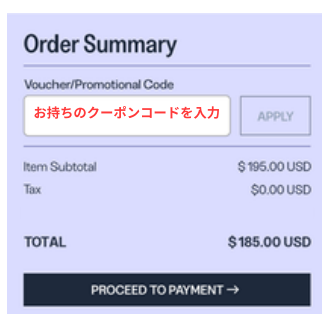 Order Summary
Voucher/Promotional Code
お持ちのクーポンコードを入力
APPLY
Item Subtotal $195.00 USD
Tax $0.00 USD
TOTAL $185.00 USD
PROCEED TO PAYMENT →